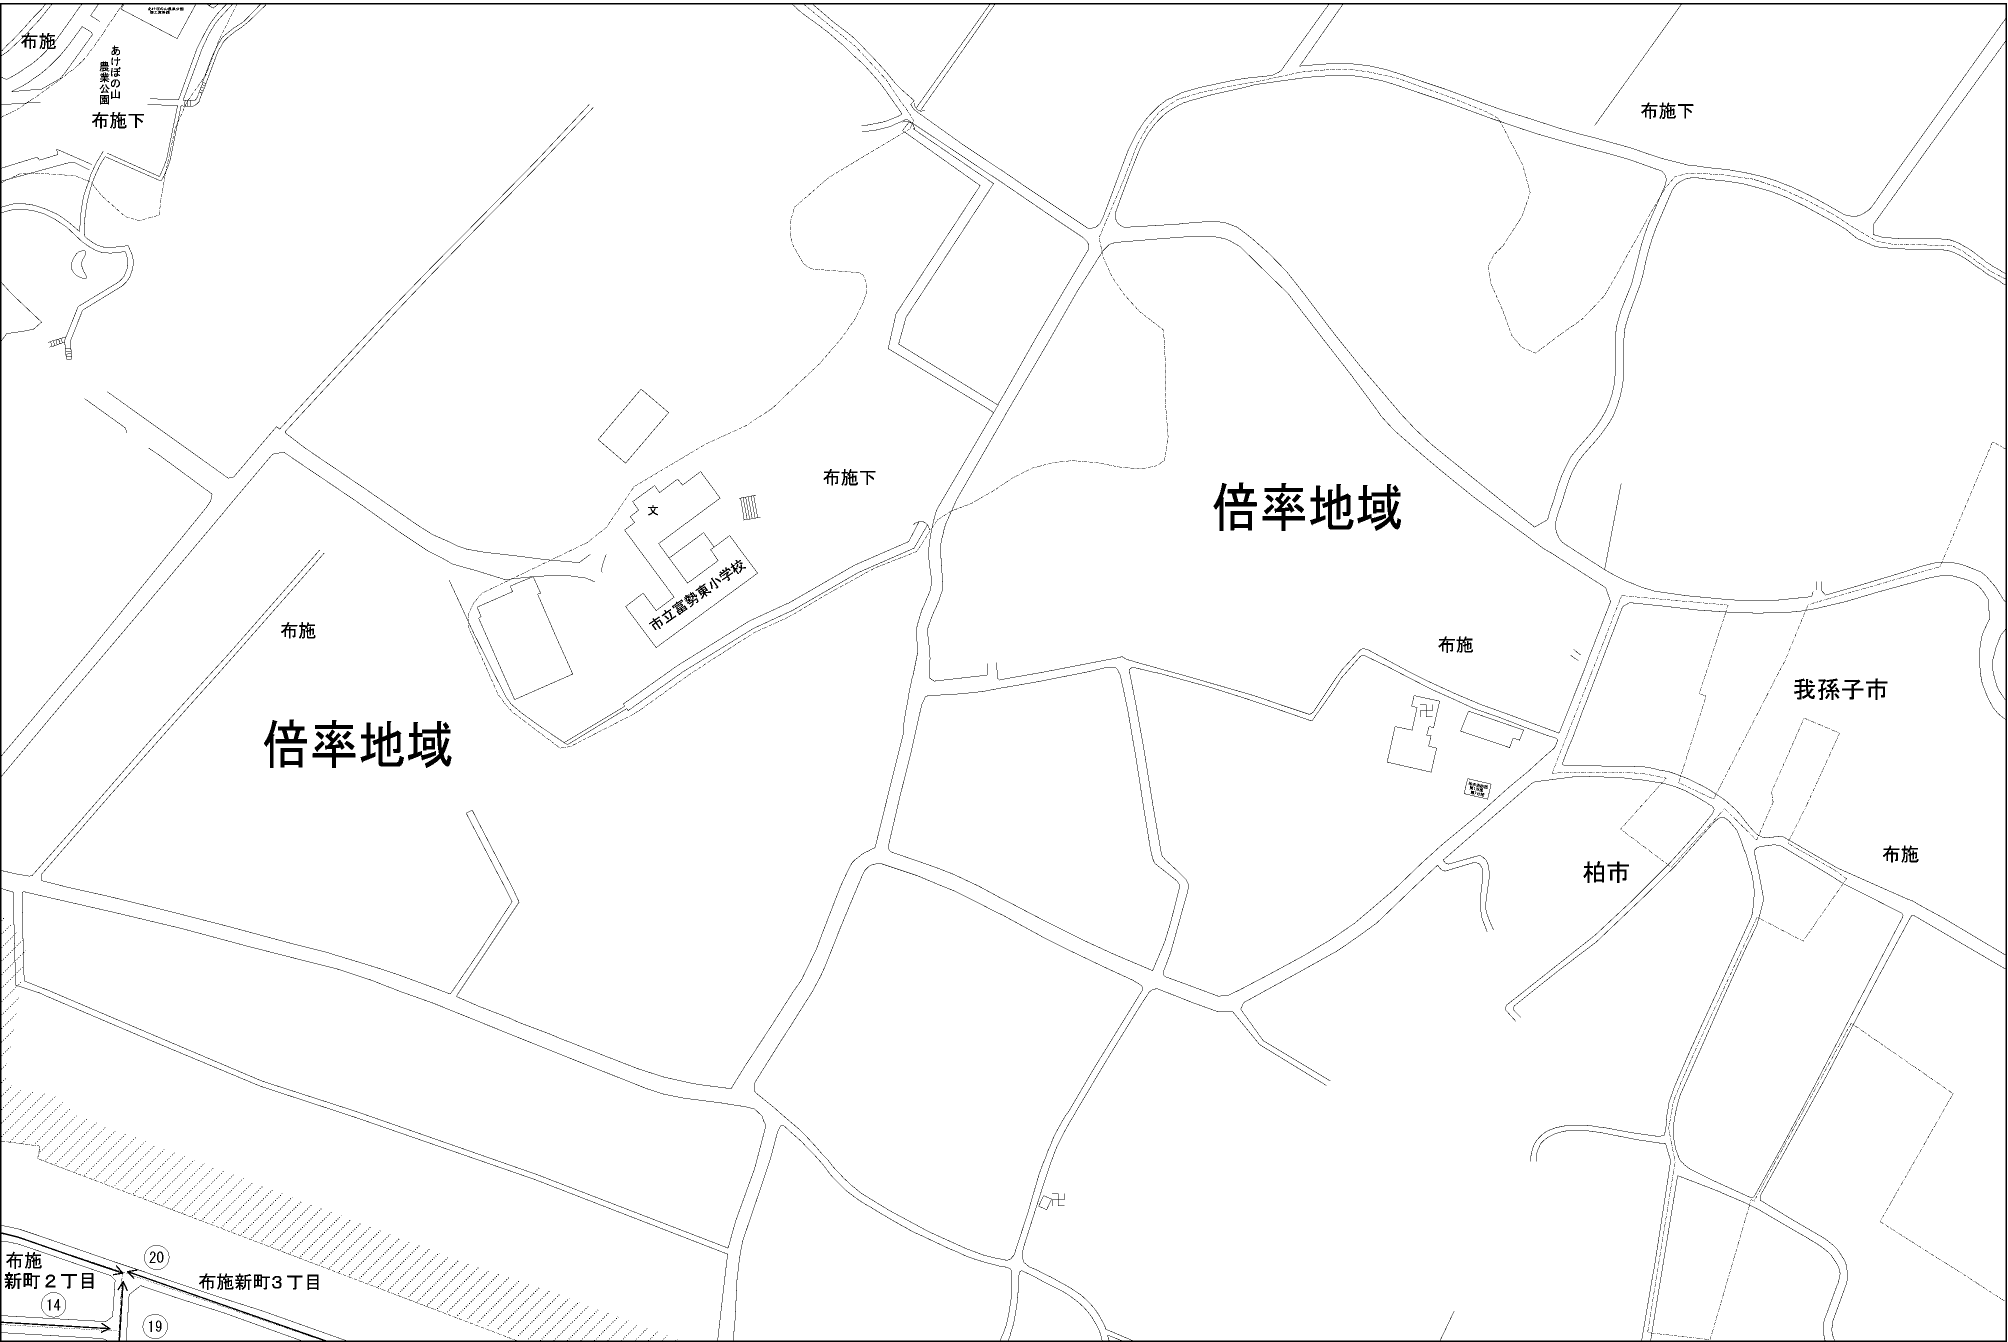 布施
あけぼの山
農業公園
布施下
布施下
布施下
文
市立富勢東小学校
倍率地域
布施
布施
倍率地域
我孫子市
柏市
布施
布施
新町２丁目
14
20
布施新町３丁目
19